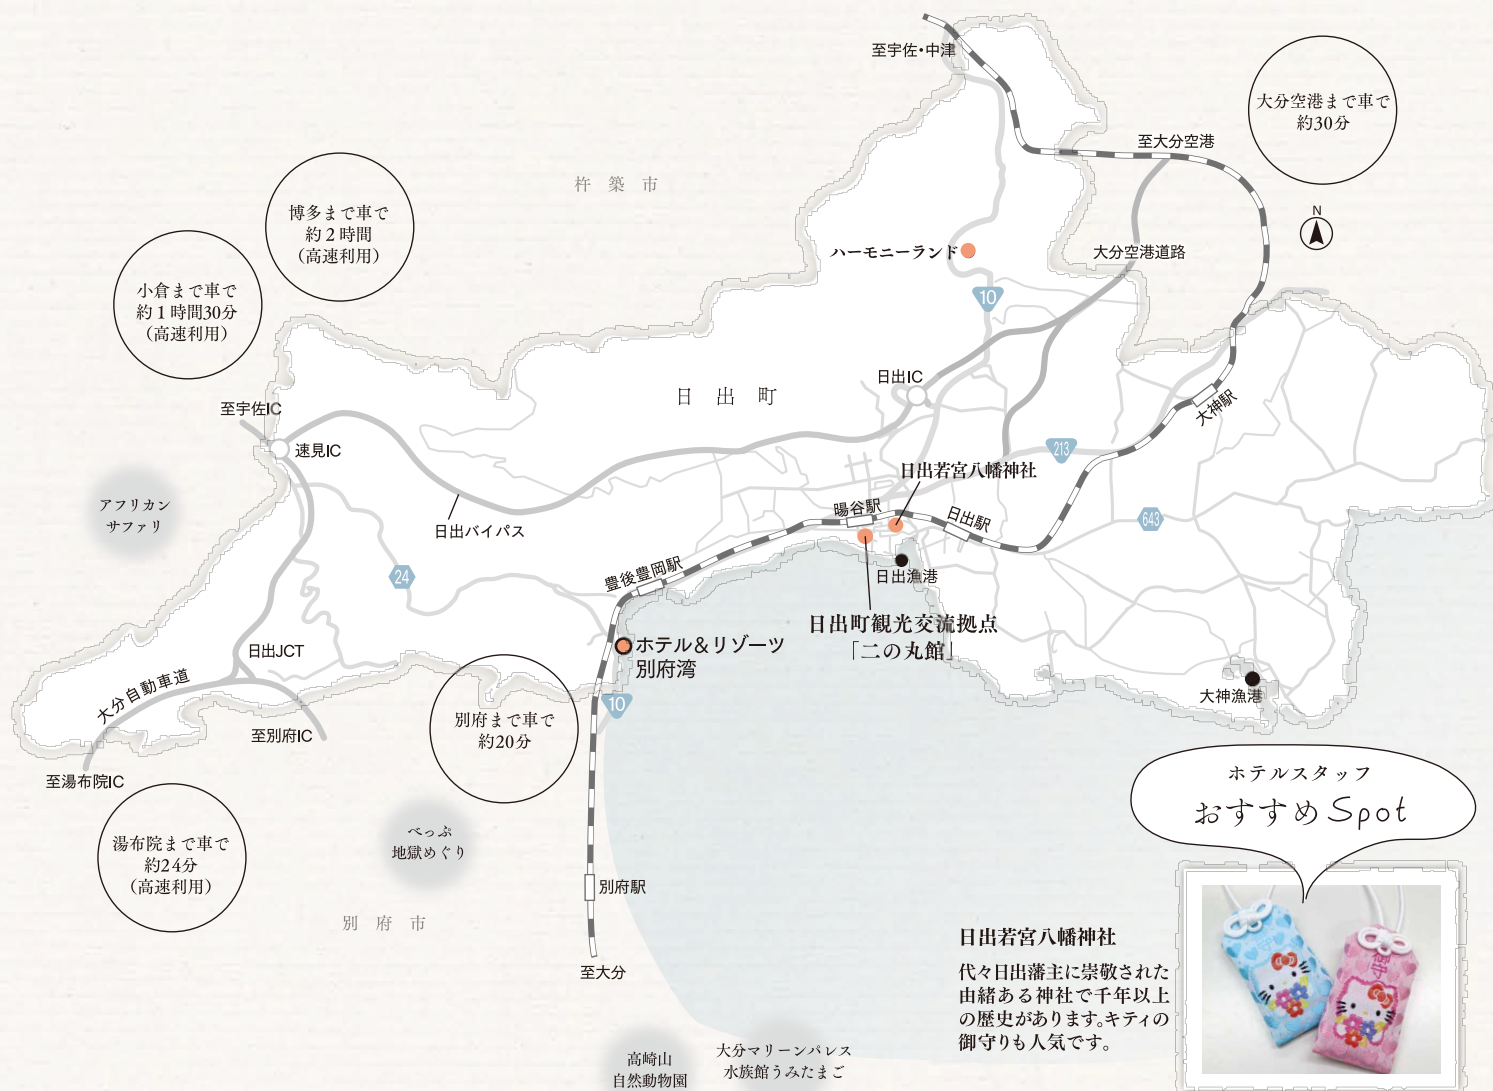 至宇佐・中津
大分空港まで車で
約30分
至大分空港
N
杵築市
博多まで車で
約２時間
(高速利用)
ハーモニーランド
大分空港道路
10
小倉まで車で
約１時間30分
(高速利用)
日出町
日出IC
至宇佐IC
速見IC
大神駅
213
日出若宮八幡神社
アフリカン
サファリ
日出バイパス
暘谷駅
日出駅
643
24
豊後豊岡駅
日出漁港
日出町観光交流拠点
「二の丸館」
ホテル＆リゾーツ
別府湾
日出JCT
大分自動車道
大神漁港
10
至別府IC
別府まで車で
約20分
至湯布院IC
ホテルスタッフ
おすすめSpot
湯布院まで車で
約24分
(高速利用)
べっぷ
地獄めぐり
別府駅
別府市
至大分
日出若宮八幡神社
代々日出藩主に崇敬された
由緒ある神社で千年以上
の歴史があります。キティの
御守りも人気です。
守
御守
高崎山
自然動物園
大分マリーンパレス
水族館うみたまご